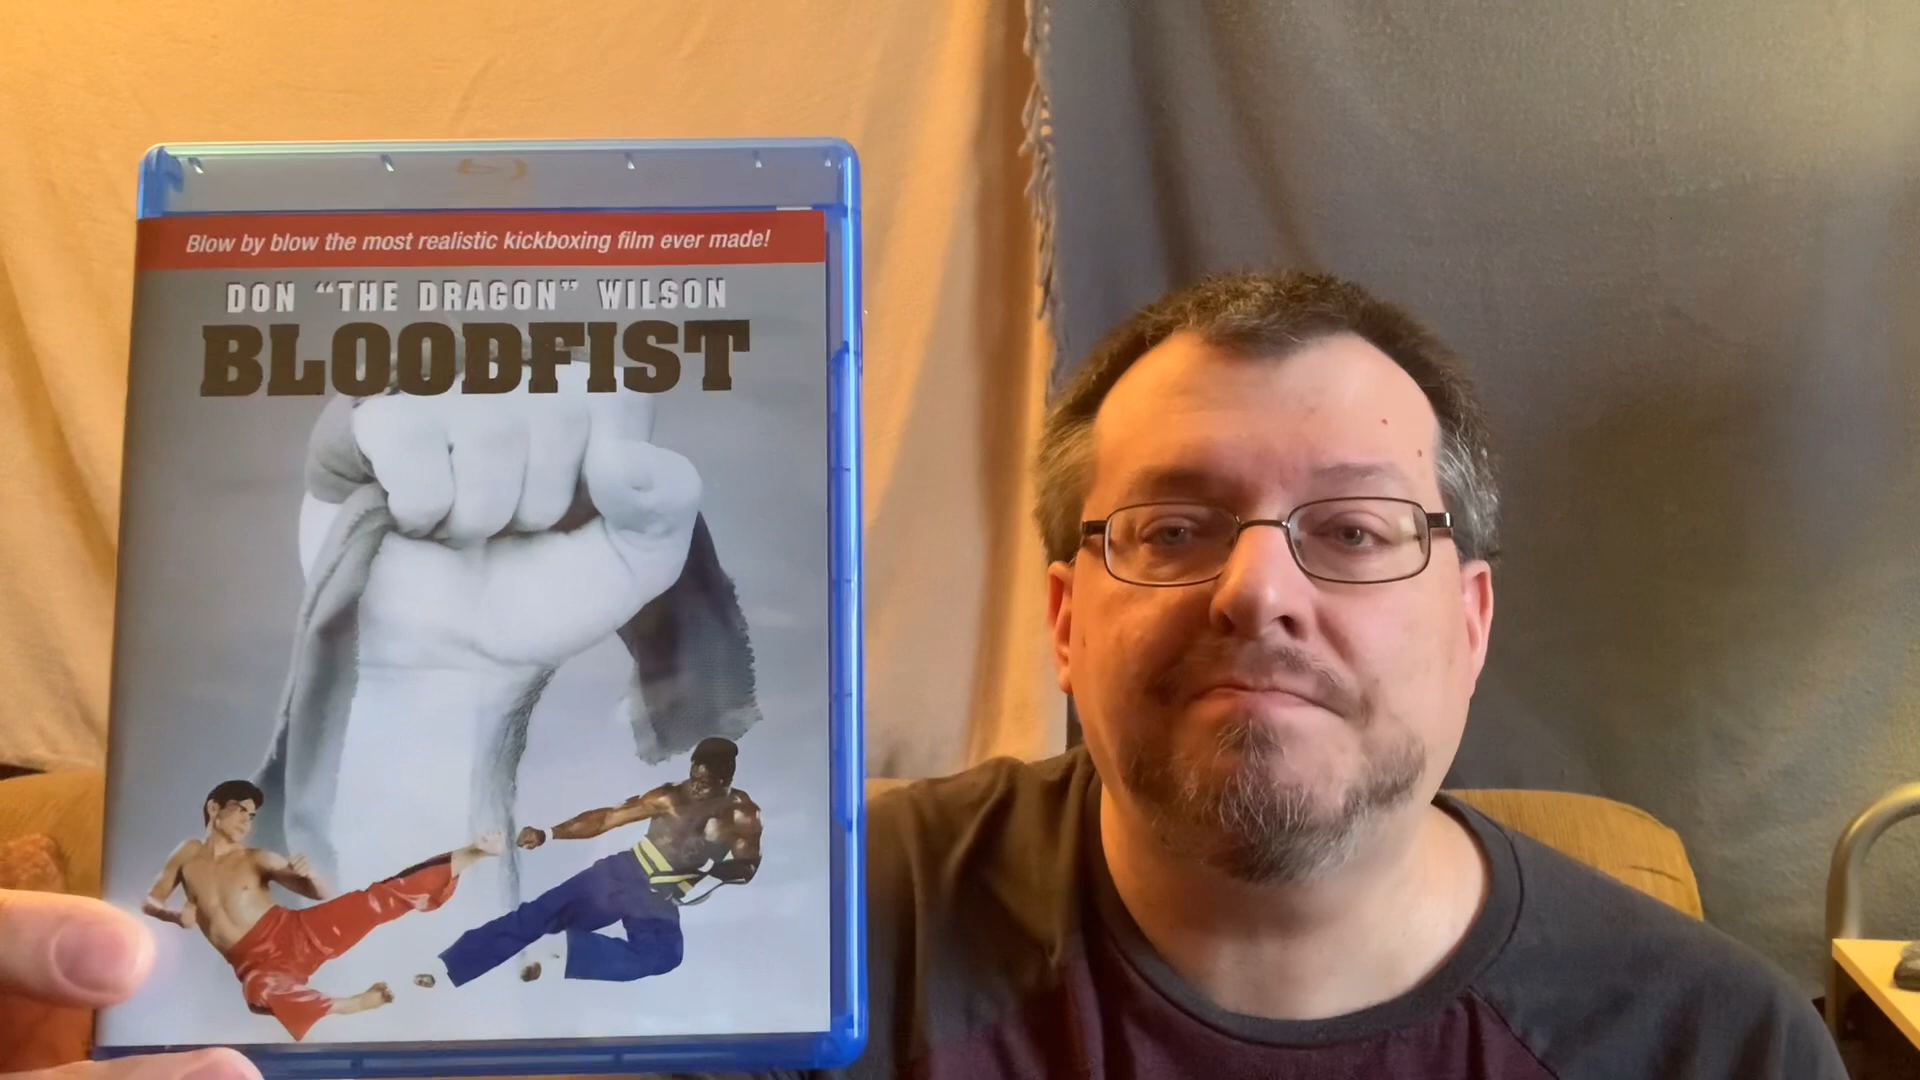 Blow by blow the most realistic kickboxing film ever made!
DON “THE DRAGON” WILSON
BLOODFIST